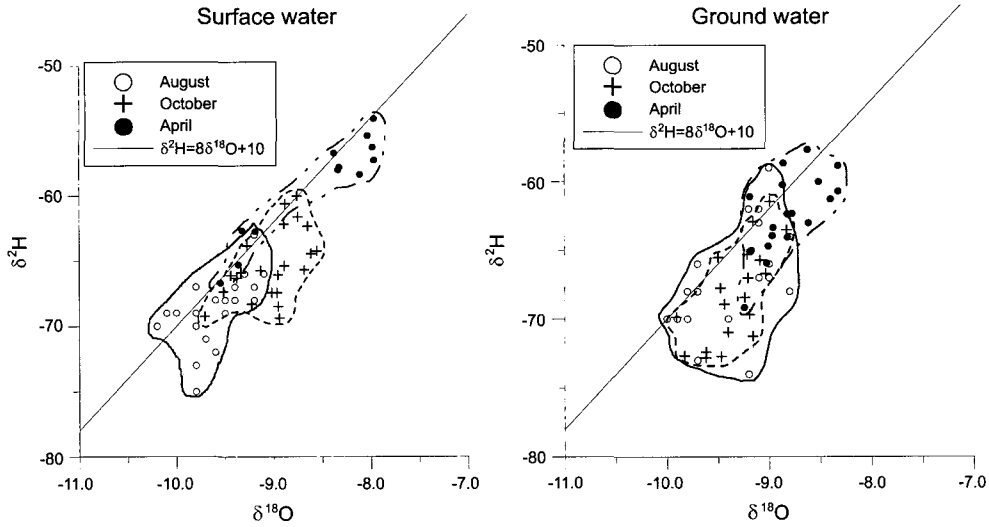 Surface water
August
October
April
δ²H=8δ¹⁸O+10
-50
-60
-70
-80
δ²H
-11.0
-10.0
-9.0
-8.0
-7.0
δ¹⁸O
Ground water
August
October
April
δ²H=8δ¹⁸O+10
-50
-60
-70
-80
δ²H
-11.0
-10.0
-9.0
-8.0
-7.0
δ¹⁸O